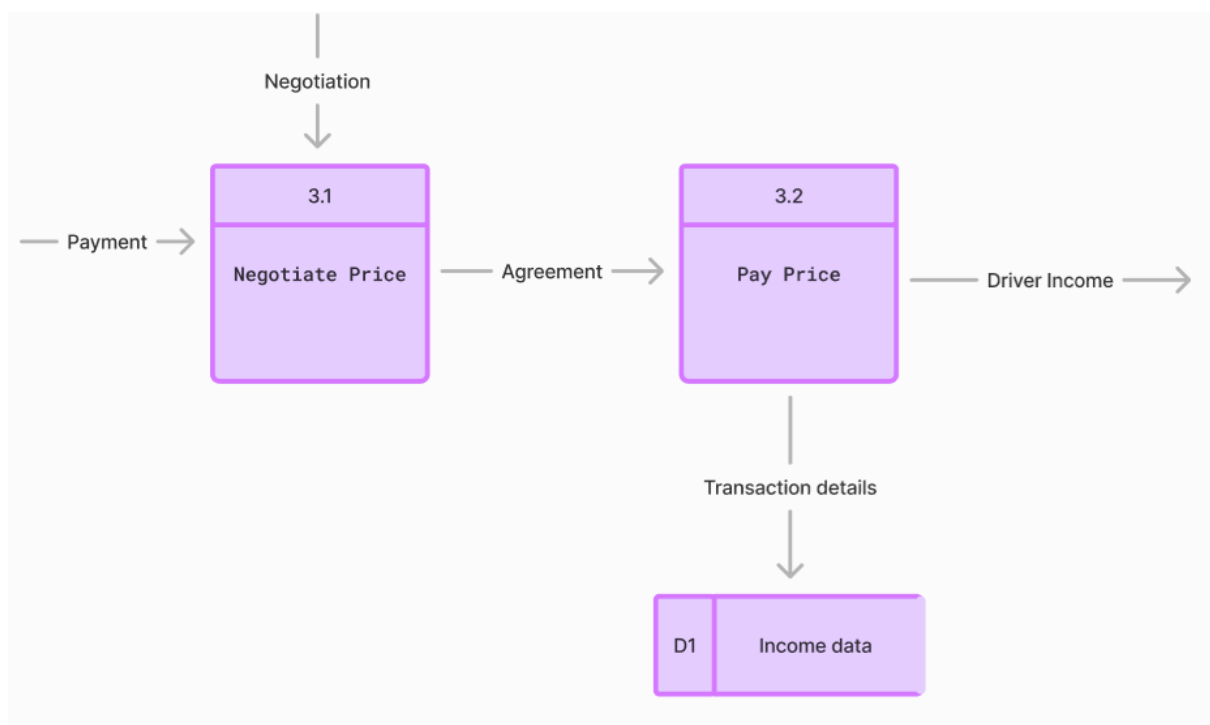 Negotiation
3.1
3.2
Payment
Negotiate Price
Agreement
Pay Price
Driver Income
Transaction details
D1
Income data